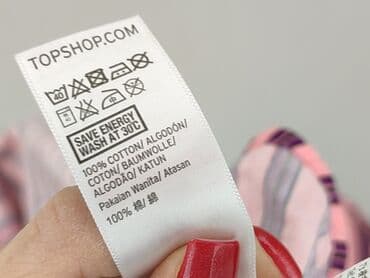 TOPSHOP.COM
40
SAVE ENERGY
WASH AT 30°C
100% COTTON/ ALGODÓN/
COTON/ BAUMWOLLE/
ALGODÃO/ KATUN
Pakaian Wanita/ Atasan
100% 棉/ 綿